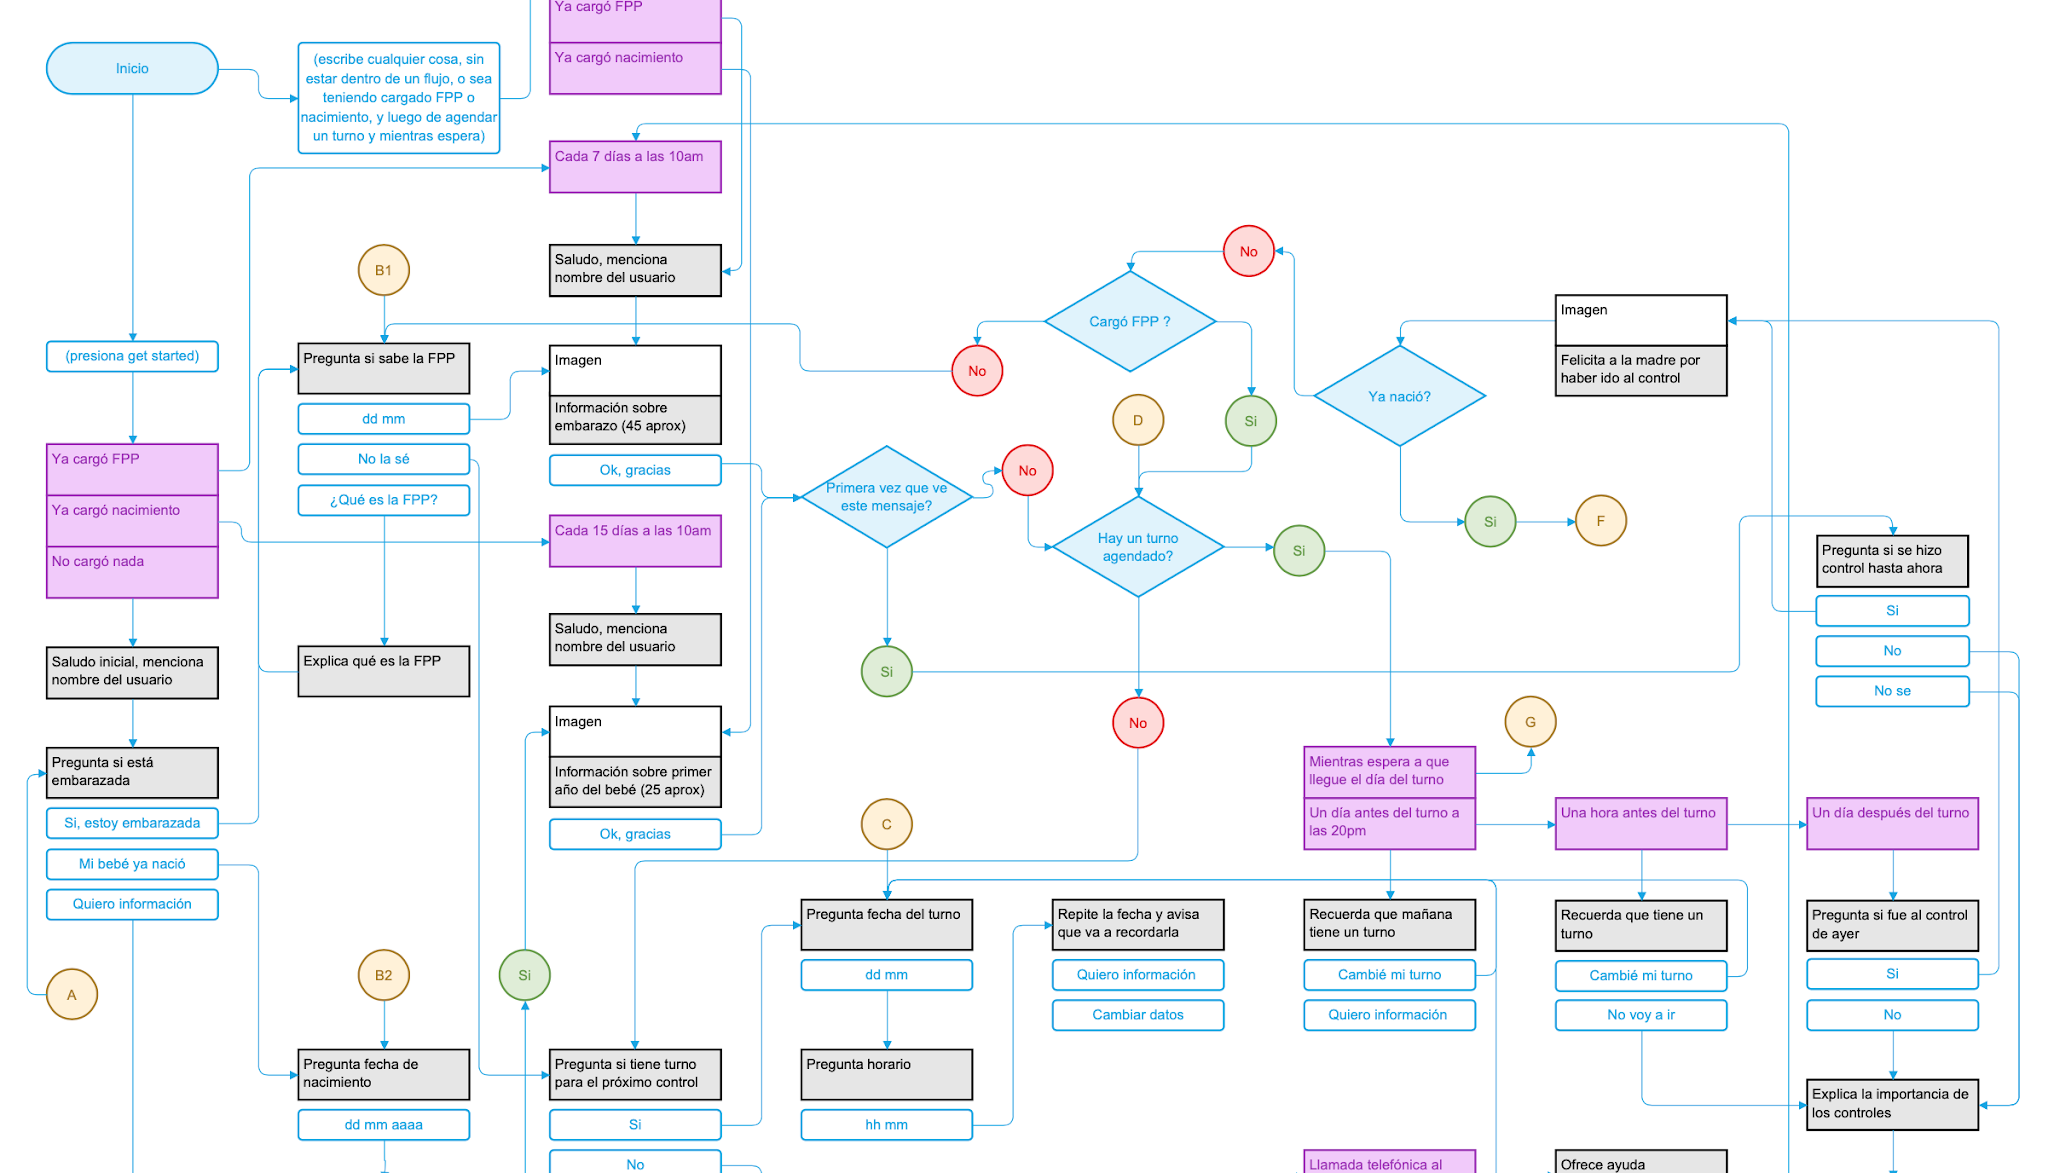 Ya cargó FPP
Ya cargó nacimiento
Inicio
(escribe cualquier cosa, sin
estar dentro de un flujo, o sea
teniendo cargado FPP o
nacimiento, y luego de agendar
un turno y mientras espera)
Cada 7 días a las 10am
Saludo, menciona
nombre del usuario
B1
No
Cargó FPP ?
No
Imagen
Felicita a la madre por
haber ido al control
Ya nació?
(presiona get started)
Pregunta si sabe la FPP
dd mm
No la sé
¿Qué es la FPP?
Imagen
Información sobre
embarazo (45 aprox)
Ok, gracias
D
Si
Ya cargó FPP
Ya cargó nacimiento
No cargó nada
Primera vez que ve
este mensaje?
No
Hay un turno
agendado?
Si
Si
F
Cada 15 días a las 10am
Pregunta si se hizo
control hasta ahora
Si
No
No se
Saludo inicial, menciona
nombre del usuario
Explica qué es la FPP
Saludo, menciona
nombre del usuario
Si
No
G
Pregunta si está
embarazada
Si, estoy embarazada
Mi bebé ya nació
Quiero información
Imagen
Información sobre primer
año del bebé (25 aprox)
Ok, gracias
C
Mientras espera a que
llegue el día del turno
Un día antes del turno a
las 20pm
Una hora antes del turno
Un día después del turno
A
B2
Si
Pregunta fecha del turno
dd mm
Repite la fecha y avisa
que va a recordarla
Quiero información
Cambiar datos
Recuerda que mañana
tiene un turno
Cambié mi turno
Quiero información
Recuerda que tiene un
turno
Cambié mi turno
No voy a ir
Pregunta si fue al control
de ayer
Si
No
Pregunta fecha de
nacimiento
dd mm aaaa
Pregunta si tiene turno
para el próximo control
Si
No
Pregunta horario
hh mm
Explica la importancia de
los controles
Llamada telefónica al
Ofrece ayuda